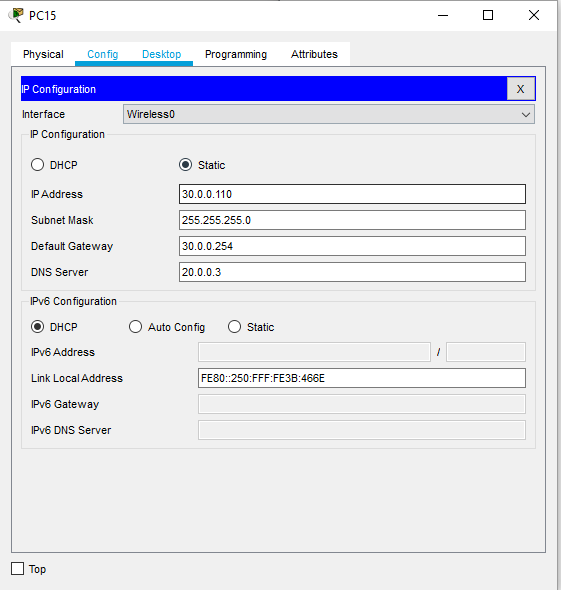 PC15
Physical Config Desktop Programming Attributes
IP Configuration X
Interface Wireless0
IP Configuration
DHCP Static
IP Address 30.0.0.110
Subnet Mask 255.255.255.0
Default Gateway 30.0.0.254
DNS Server 20.0.0.3
IPv6 Configuration
DHCP Auto Config Static
IPv6 Address /
Link Local Address FE80::250:FFF:FE3B:466E
IPv6 Gateway
IPv6 DNS Server
Top